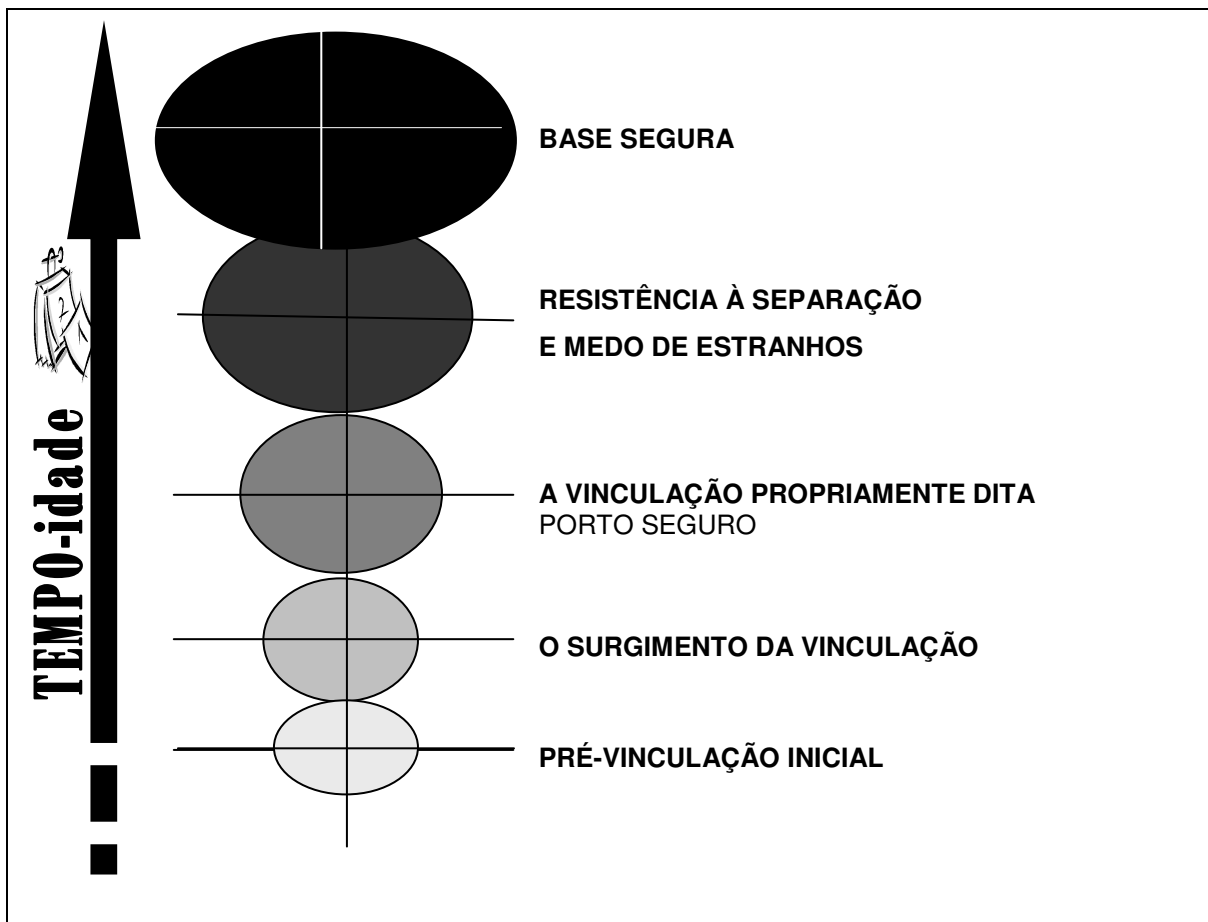 BASE SEGURA
RESISTÊNCIA À SEPARAÇÃO
E MEDO DE ESTRANHOS
A VINCULAÇÃO PROPRIAMENTE DITA
PORTO SEGURO
O SURGIMENTO DA VINCULAÇÃO
PRÉ-VINCULAÇÃO INICIAL
TEMPO-idade